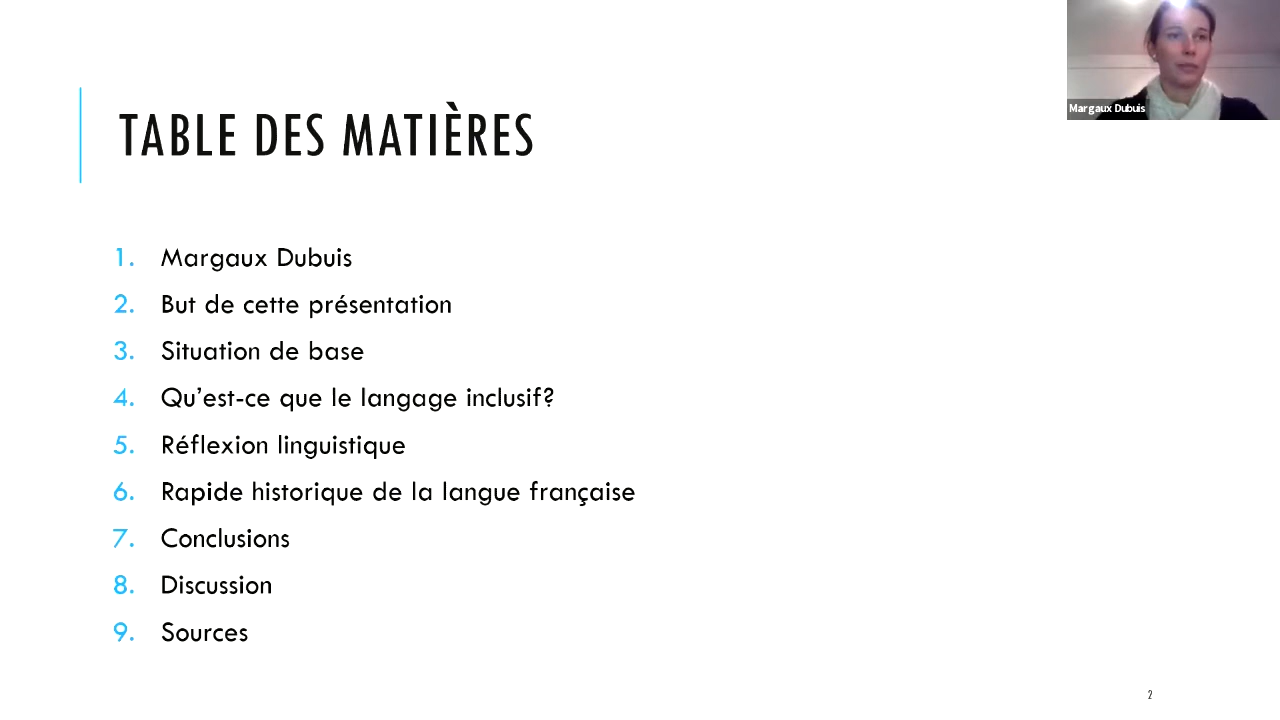 Margaux Dubuis
TABLE DES MATIÈRES
1. Margaux Dubuis
2. But de cette présentation
3. Situation de base
4. Qu’est-ce que le langage inclusif?
5. Réflexion linguistique
6. Rapide historique de la langue française
7. Conclusions
8. Discussion
9. Sources
2